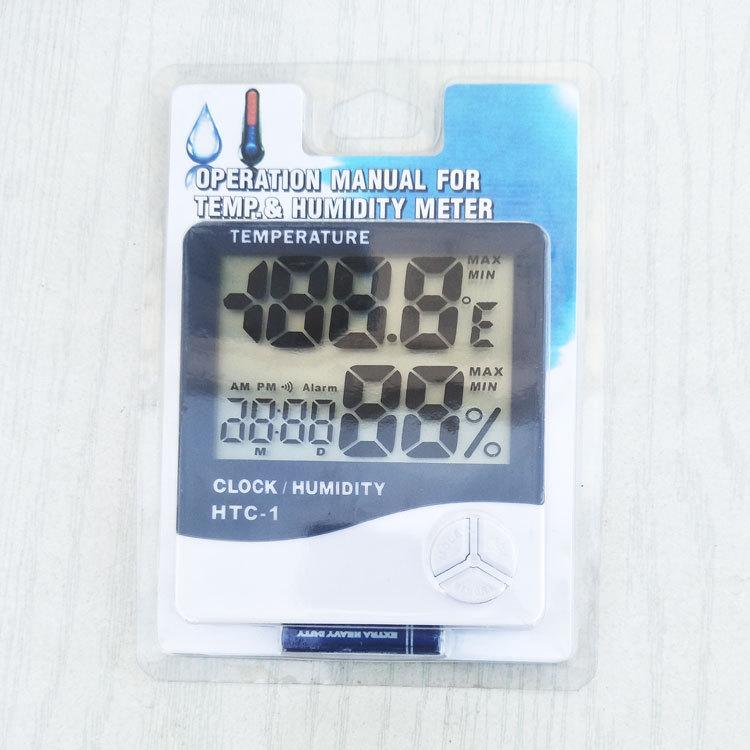 OPERATION MANUAL FOR
TEMP.& HUMIDITY METER
TEMPERATURE
MAX
MIN
-188.8°E
MAX
MIN
AM PM Alarm
28:88 88%
M D
CLOCK / HUMIDITY
HTC-1
EXTRA HEAVY DUTY